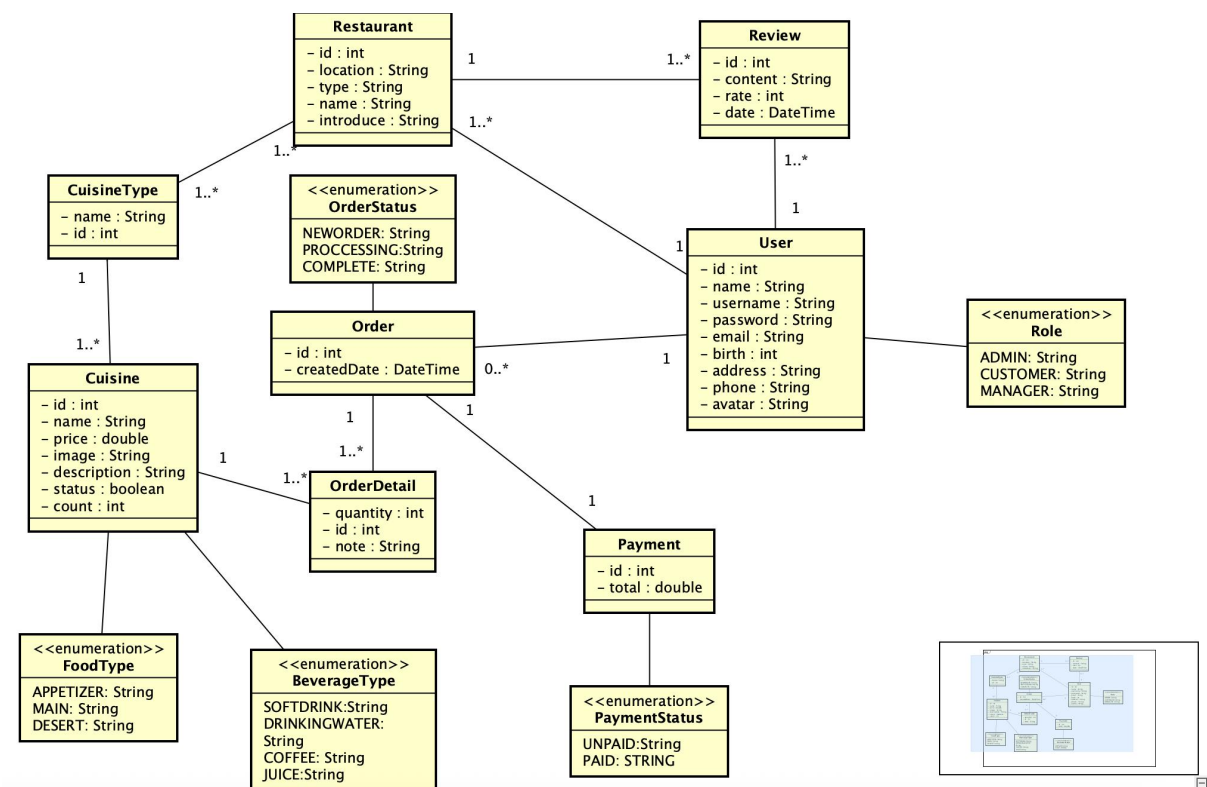 Restaurant
– id : int
– location : String
– type : String
– name : String
– introduce : String
1
1..*
Review
– id : int
– content : String
– rate : int
– date : DateTime
1..*
1..*
1..*
1..*
1
1
CuisineType
– name : String
– id : int
1
1..*
<<enumeration>>
OrderStatus
NEWORDER: String
PROCCESSING:String
COMPLETE: String
User
– id : int
– name : String
– username : String
– password : String
– email : String
– birth : int
– address : String
– phone : String
– avatar : String
Order
– id : int
– createdDate : DateTime
0..*
1
<<enumeration>>
Role
ADMIN: String
CUSTOMER: String
MANAGER: String
Cuisine
– id : int
– name : String
– price : double
– image : String
– description : String
– status : boolean
– count : int
1
1..*
1
1..*
1
1
OrderDetail
– quantity : int
– id : int
– note : String
Payment
– id : int
– total : double
<<enumeration>>
FoodType
APPETIZER: String
MAIN: String
DESERT: String
<<enumeration>>
BeverageType
SOFTDRINK:String
DRINKINGWATER:
String
COFFEE: String
JUICE:String
<<enumeration>>
PaymentStatus
UNPAID:String
PAID: STRING